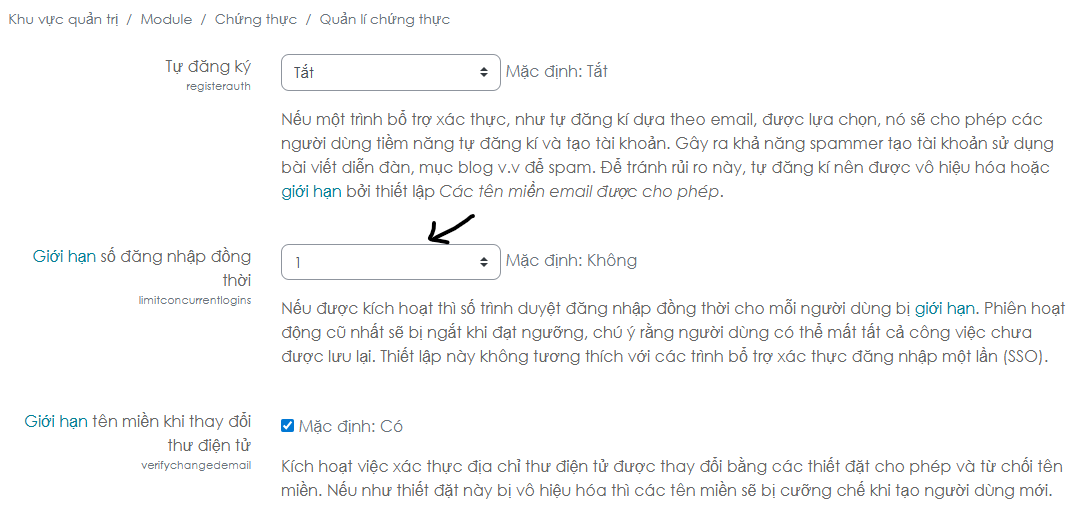 Khu vực quản trị / Module / Chứng thực / Quản lí chứng thực
Tự đăng ký
registerauth
Tắt
Mặc định: Tắt
Nếu một trình bổ trợ xác thực, như tự đăng kí dựa theo email, được lựa chọn, nó sẽ cho phép các
người dùng tiềm năng tự đăng kí và tạo tài khoản. Gây ra khả năng spammer tạo tài khoản sử dụng
bài viết diễn đàn, mục blog v.v để spam. Để tránh rủi ro này, tự đăng kí nên được vô hiệu hóa hoặc
giới hạn bởi thiết lập Các tên miền email được cho phép.
Giới hạn số đăng nhập đồng
thời
limitconcurrentlogins
1
Mặc định: Không
Nếu được kích hoạt thì số trình duyệt đăng nhập đồng thời cho mỗi người dùng bị giới hạn. Phiên hoạt
động cũ nhất sẽ bị ngắt khi đạt ngưỡng, chú ý rằng người dùng có thể mất tất cả công việc chưa
được lưu lại. Thiết lập này không tương thích với các trình bổ trợ xác thực đăng nhập một lần (SSO).
Giới hạn tên miền khi thay đổi
thư điện tử
verifychangedemail
Mặc định: Có
Kích hoạt việc xác thực địa chỉ thư điện tử được thay đổi bằng các thiết đặt cho phép và từ chối tên
miền. Nếu như thiết đặt này bị vô hiệu hóa thì các tên miền sẽ bị cưỡng chế khi tạo người dùng mới.